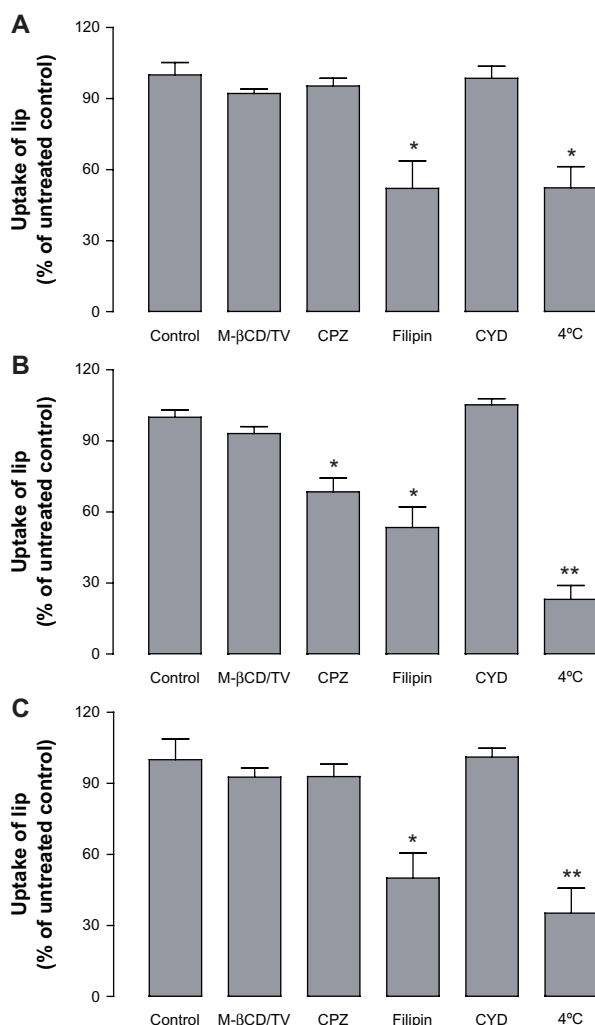 A
Uptake of lip
(% of untreated control)
120
90
60
30
0
*
*
Control M-βCD/TV CPZ Filipin CYD 4ºC
B
Uptake of lip
(% of untreated control)
120
90
60
30
0
*
*
**
Control M-βCD/TV CPZ Filipin CYD 4ºC
C
Uptake of lip
(% of untreated control)
120
90
60
30
0
*
**
Control M-βCD/TV CPZ Filipin CYD 4ºC